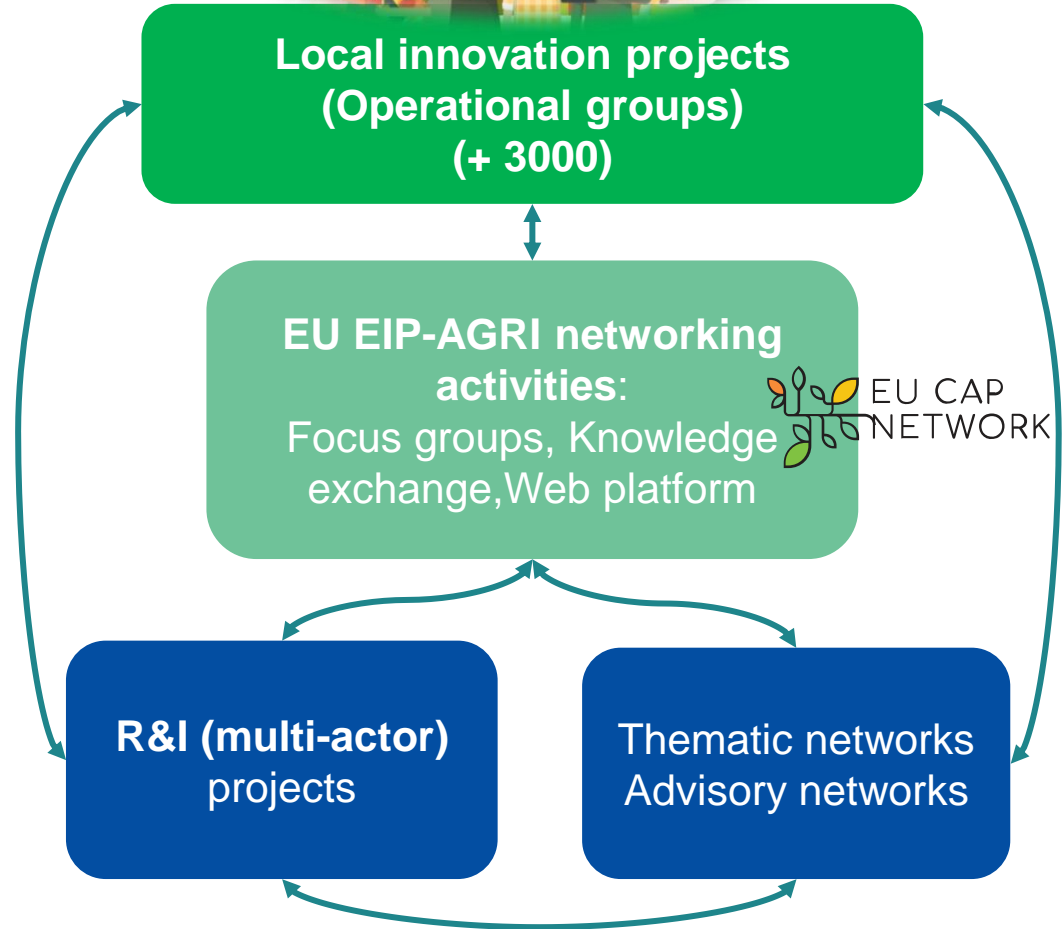 Local innovation projects
(Operational groups)
(+ 3000)
EU EIP-AGRI networking
activities:
Focus groups, Knowledge
exchange,Web platform
EU CAP
NETWORK
R&I (multi-actor)
projects
Thematic networks
Advisory networks